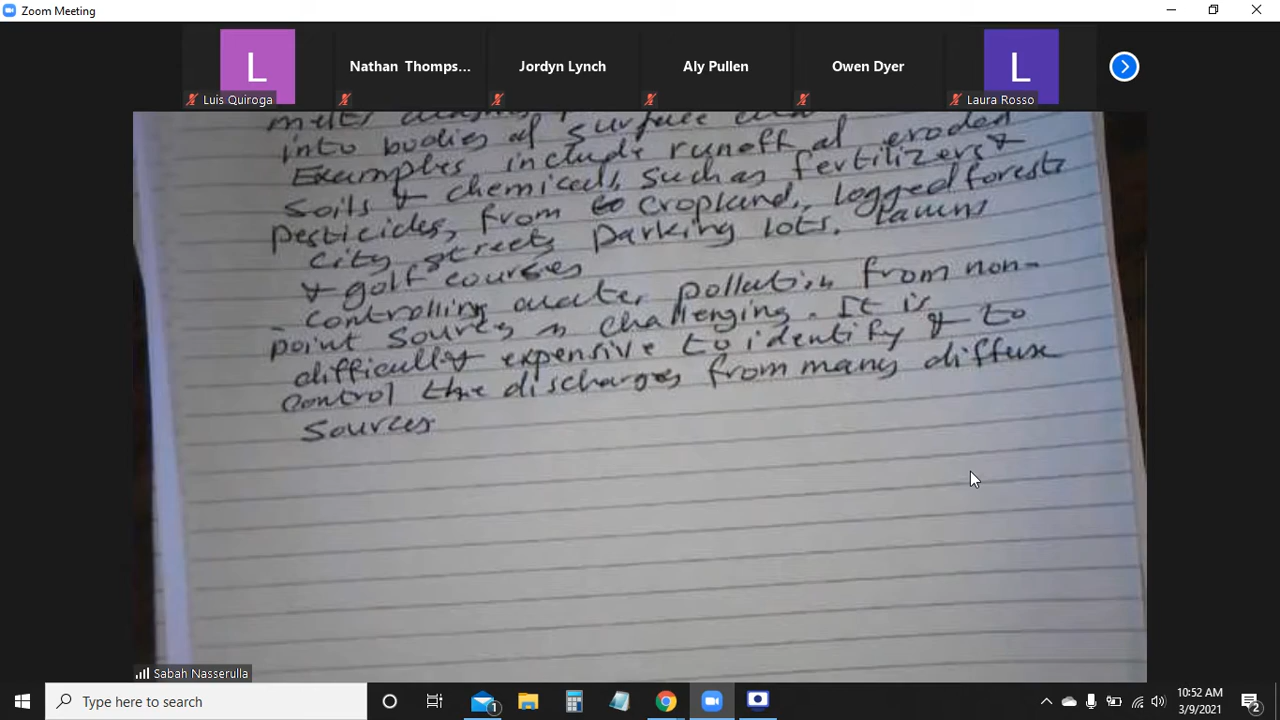 Zoom Meeting
L
Luis Quiroga
Nathan Thomps...
Jordyn Lynch
Aly Pullen
Owen Dyer
L
Laura Rosso
melts
into bodies of surface
Examples include runoff of eroded
Soils & chemicals, such as fertilizers &
pesticides, from cropland, logged forests
city streets parking lots, lawns
& golf courses
- controlling water pollution from non-
point sources is challenging. It is
difficult & expensive to identify & to
control the discharges from many diffuse
sources
Sabah Nasserulla
Type here to search
1
10:52 AM
3/9/2021
2